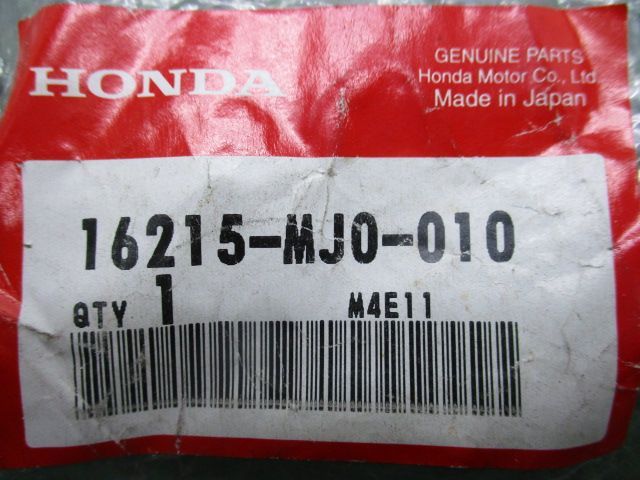 HONDA
GENUINE PARTS
Honda Motor Co., Ltd.
Made in Japan
16215-MJ0-010
QTY 1 M4E11